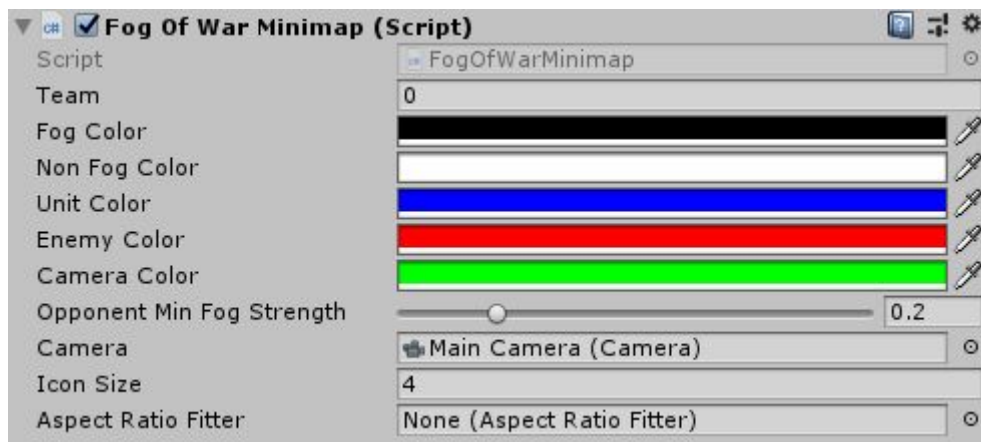 Fog Of War Minimap (Script)
Script FogOfWarMinimap
Team 0
Fog Color
Non Fog Color
Unit Color
Enemy Color
Camera Color
Opponent Min Fog Strength 0.2
Camera Main Camera (Camera)
Icon Size 4
Aspect Ratio Fitter None (Aspect Ratio Fitter)